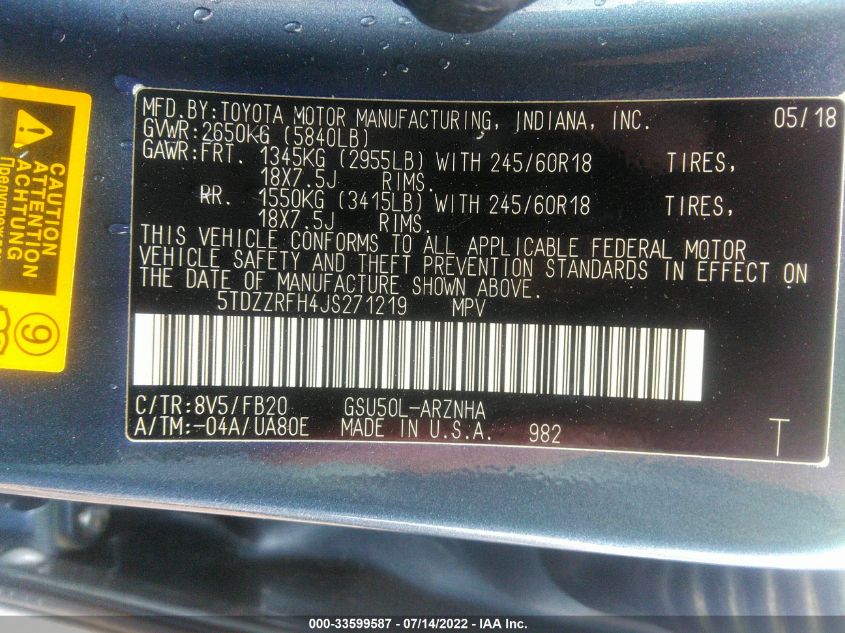 MFD.BY:TOYOTA MOTOR MANUFACTURING, INDIANA, INC. 05/18
GVWR:2650KG (5840LB)
GAWR:FRT. 1345KG (2955LB) WITH 245/60R18 TIRES,
18X7.5J RIMS.
RR. 1550KG (3415LB) WITH 245/60R18 TIRES,
18X7.5J RIMS.
THIS VEHICLE CONFORMS TO ALL APPLICABLE FEDERAL MOTOR
VEHICLE SAFETY AND THEFT PREVENTION STANDARDS IN EFFECT ON
THE DATE OF MANUFACTURE SHOWN ABOVE.
5TDZZRFH4JS271219 MPV
C/TR:8V5/FB20 GSU50L-ARZNHA
A/TM:-04A/UA80E MADE IN U.S.A. 982 T
CAUTION
ATTENTION
ACHTUNG
9
000-33599587 - 07/14/2022 - IAA Inc.